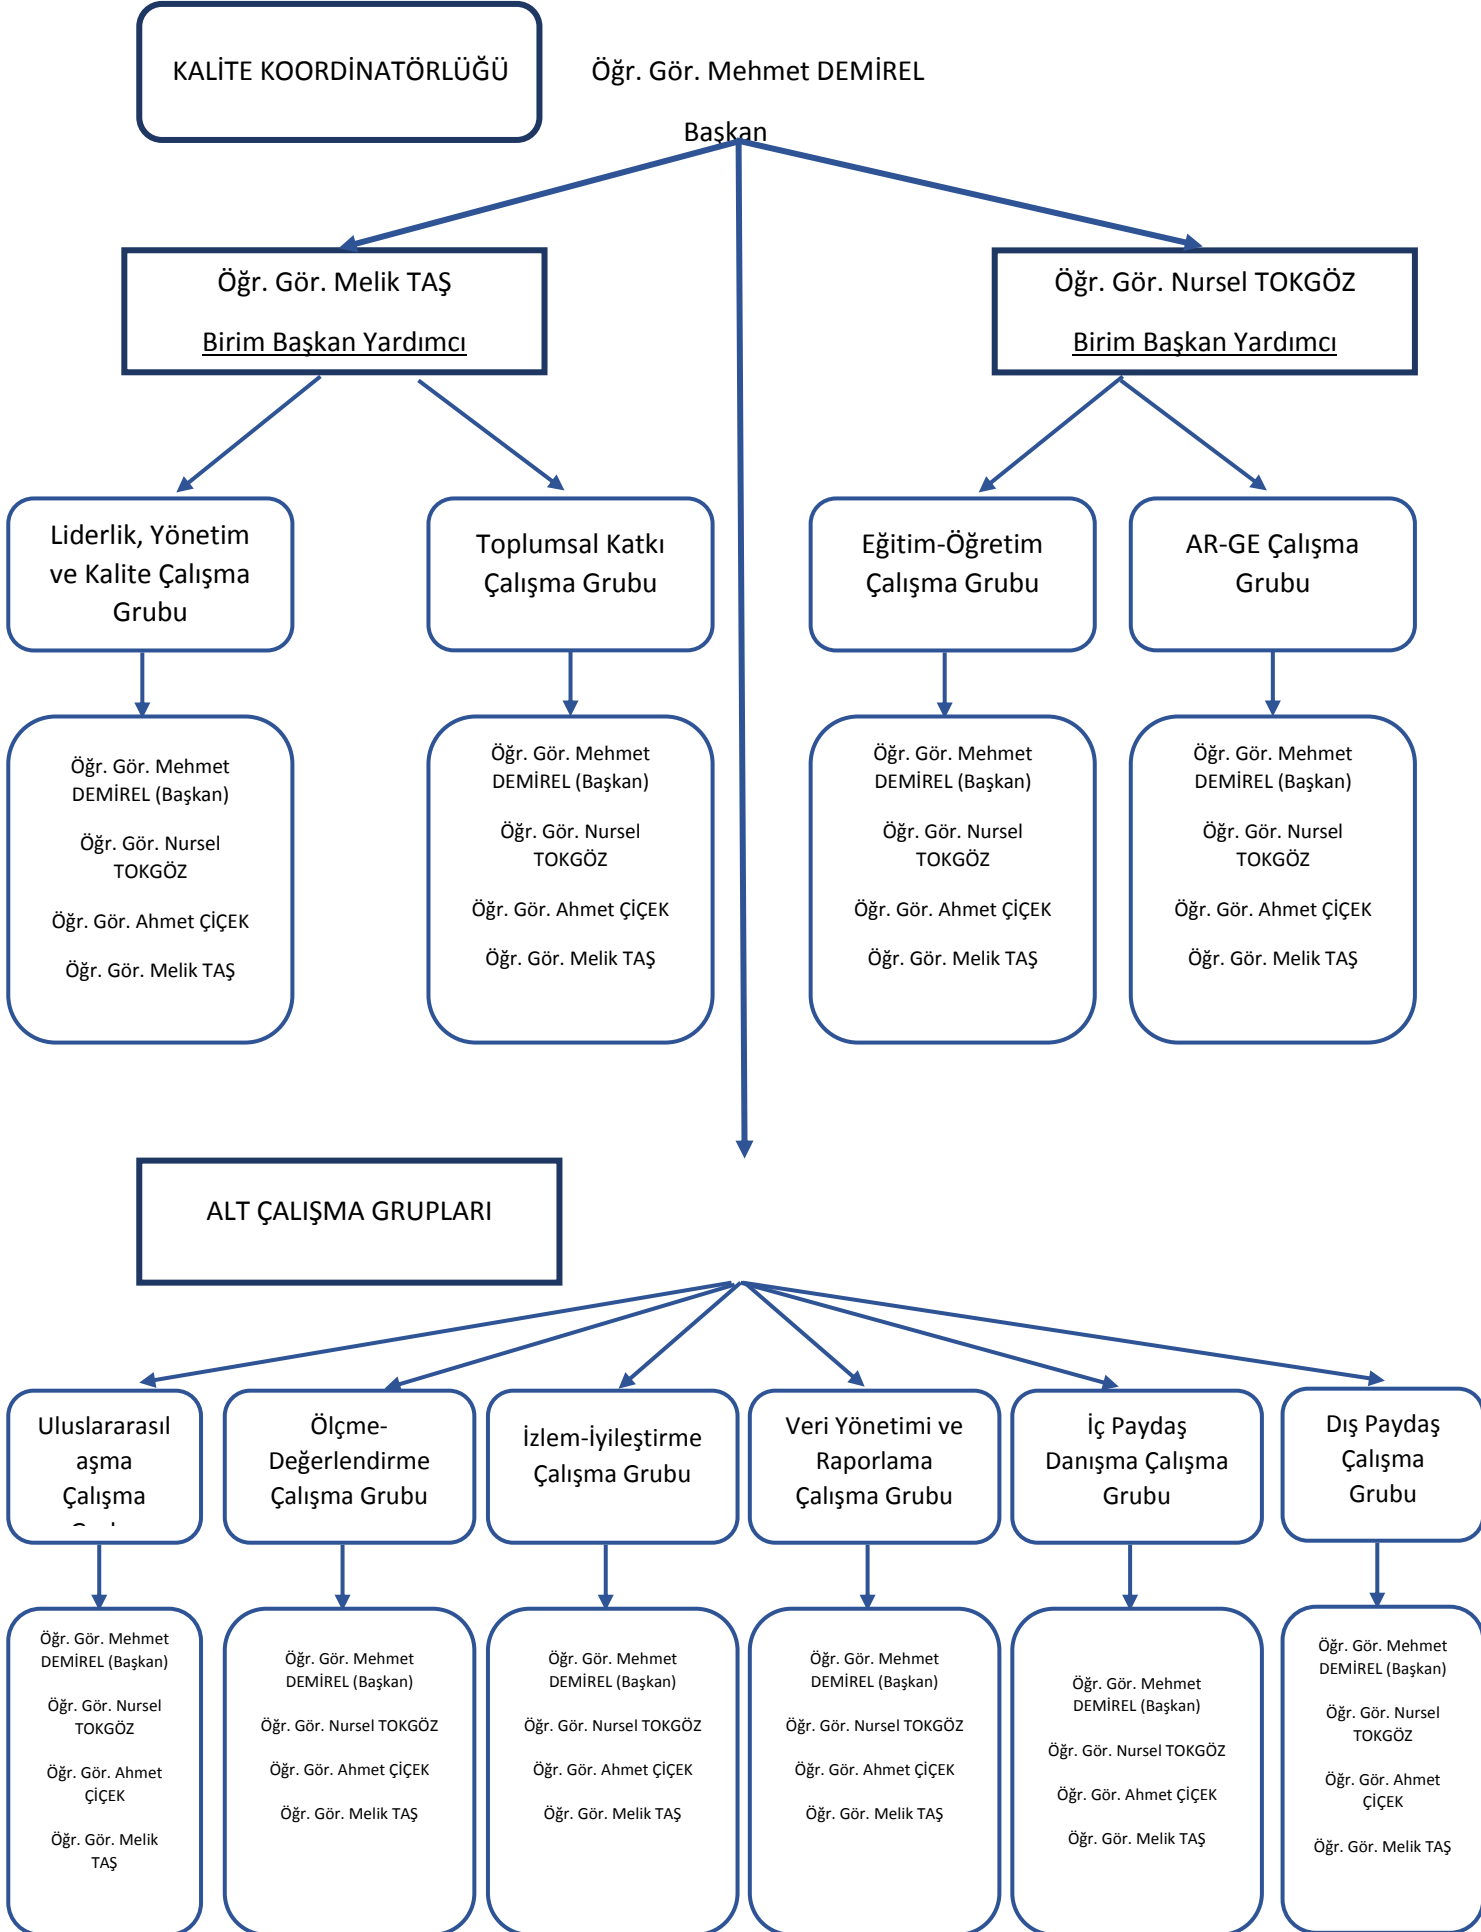 KALİTE KOORDİNATÖRLÜĞÜ
Öğr. Gör. Mehmet DEMİREL
Başkan
Öğr. Gör. Melik TAŞ
Birim Başkan Yardımcı
Öğr. Gör. Nursel TOKGÖZ
Birim Başkan Yardımcı
Liderlik, Yönetim
ve Kalite Çalışma
Grubu
Toplumsal Katkı
Çalışma Grubu
Eğitim-Öğretim
Çalışma Grubu
AR-GE Çalışma
Grubu
Öğr. Gör. Mehmet
DEMİREL (Başkan)
Öğr. Gör. Nursel
TOKGÖZ
Öğr. Gör. Ahmet ÇİÇEK
Öğr. Gör. Melik TAŞ
Öğr. Gör. Mehmet
DEMİREL (Başkan)
Öğr. Gör. Nursel
TOKGÖZ
Öğr. Gör. Ahmet ÇİÇEK
Öğr. Gör. Melik TAŞ
Öğr. Gör. Mehmet
DEMİREL (Başkan)
Öğr. Gör. Nursel
TOKGÖZ
Öğr. Gör. Ahmet ÇİÇEK
Öğr. Gör. Melik TAŞ
Öğr. Gör. Mehmet
DEMİREL (Başkan)
Öğr. Gör. Nursel
TOKGÖZ
Öğr. Gör. Ahmet ÇİÇEK
Öğr. Gör. Melik TAŞ
ALT ÇALIŞMA GRUPLARI
Uluslararasıl
aşma
Çalışma
Ölçme-
Değerlendirme
Çalışma Grubu
İzlem-İyileştirme
Çalışma Grubu
Veri Yönetimi ve
Raporlama
Çalışma Grubu
İç Paydaş
Danışma Çalışma
Grubu
Dış Paydaş
Çalışma
Grubu
Öğr. Gör. Mehmet
DEMİREL (Başkan)
Öğr. Gör. Nursel
TOKGÖZ
Öğr. Gör. Ahmet
ÇİÇEK
Öğr. Gör. Melik
TAŞ
Öğr. Gör. Mehmet
DEMİREL (Başkan)
Öğr. Gör. Nursel TOKGÖZ
Öğr. Gör. Ahmet ÇİÇEK
Öğr. Gör. Melik TAŞ
Öğr. Gör. Mehmet
DEMİREL (Başkan)
Öğr. Gör. Nursel TOKGÖZ
Öğr. Gör. Ahmet ÇİÇEK
Öğr. Gör. Melik TAŞ
Öğr. Gör. Mehmet
DEMİREL (Başkan)
Öğr. Gör. Nursel TOKGÖZ
Öğr. Gör. Ahmet ÇİÇEK
Öğr. Gör. Melik TAŞ
Öğr. Gör. Mehmet
DEMİREL (Başkan)
Öğr. Gör. Nursel TOKGÖZ
Öğr. Gör. Ahmet ÇİÇEK
Öğr. Gör. Melik TAŞ
Öğr. Gör. Mehmet
DEMİREL (Başkan)
Öğr. Gör. Nursel
TOKGÖZ
Öğr. Gör. Ahmet
ÇİÇEK
Öğr. Gör. Melik TAŞ